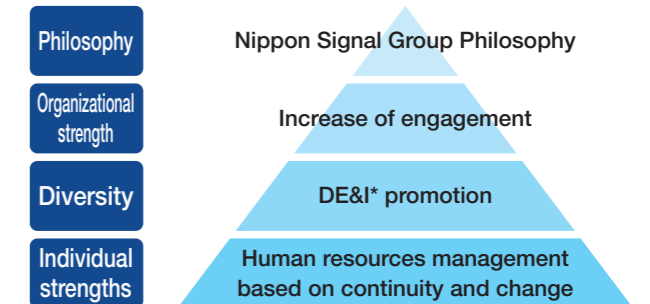 Philosophy
Nippon Signal Group Philosophy
Organizational
strength
Increase of engagement
Diversity
DE&I* promotion
Individual
strengths
Human resources management
based on continuity and change